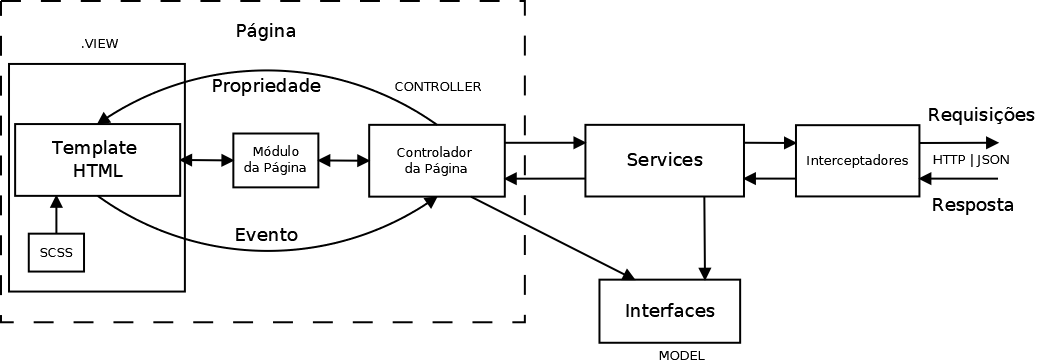 Página
.VIEW
Propriedade
CONTROLLER
Template
HTML
Módulo
da Página
Controlador
da Página
Services
Interceptadores
Requisições
HTTP | JSON
Resposta
Evento
SCSS
Interfaces
MODEL